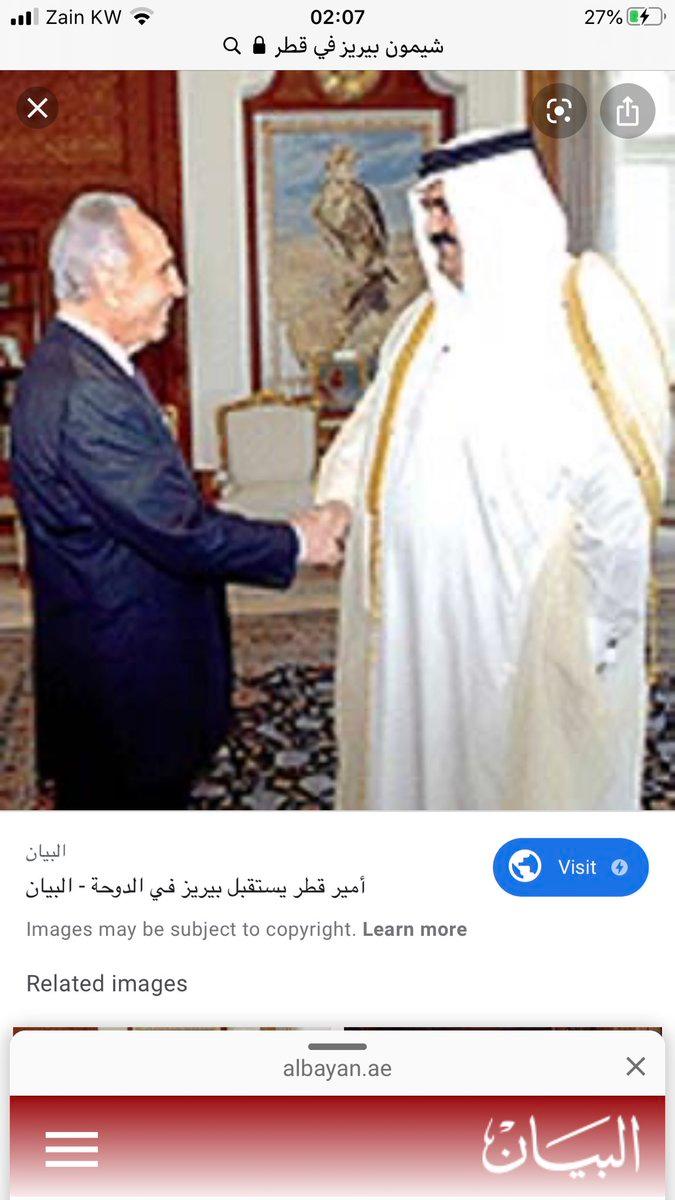 Zain KW 02:07 27%
شيمون بيريز في قطر
البيان
أمير قطر يستقبل بيريز في الدوحة - البيان
Visit
Images may be subject to copyright. Learn more
Related images
albayan.ae
البيان